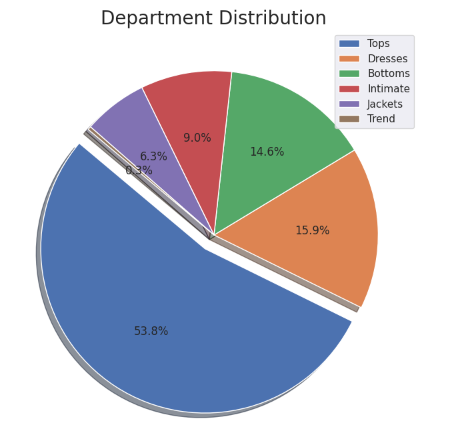 Department Distribution
Tops
Dresses
Bottoms
Intimate
Jackets
Trend
9.0%
14.6%
6.3%
0.3%
15.9%
53.8%